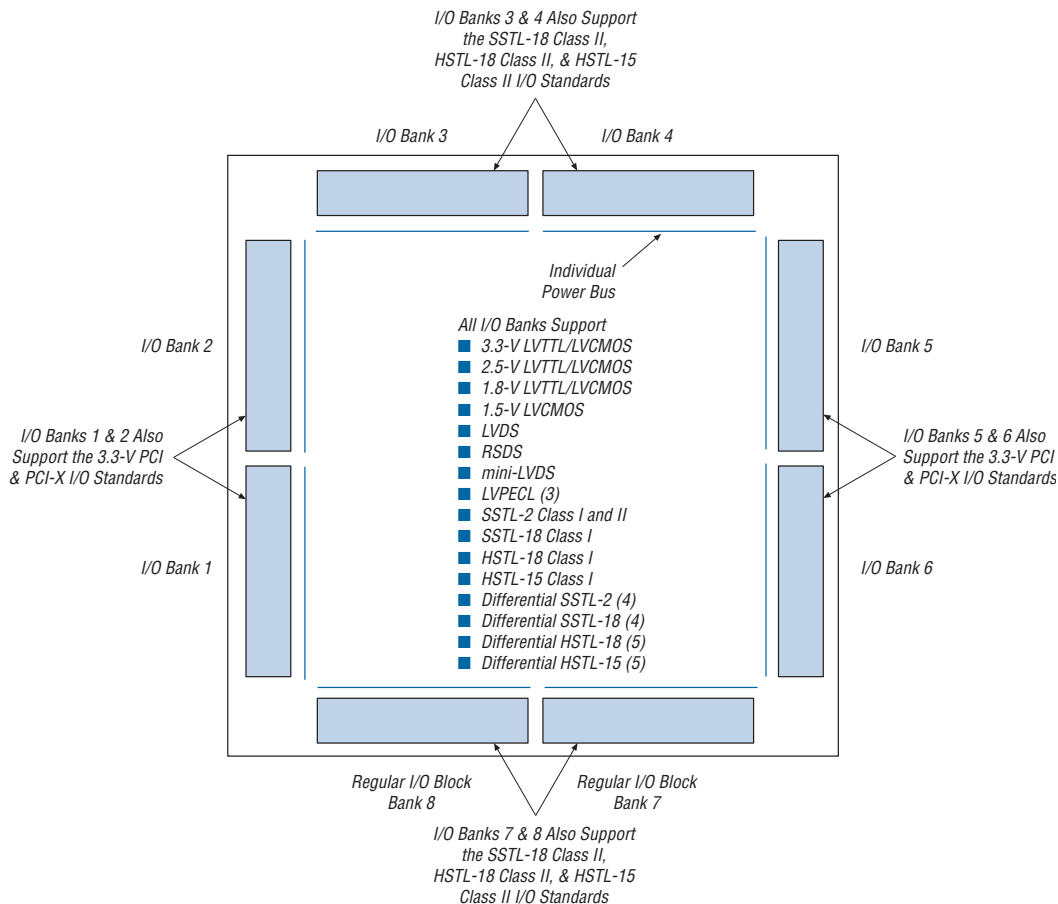 I/O Banks 3 & 4 Also Support
the SSTL-18 Class II,
HSTL-18 Class II, & HSTL-15
Class II I/O Standards
I/O Bank 3
I/O Bank 4
Individual
Power Bus
All I/O Banks Support
3.3-V LVTTL/LVCMOS
2.5-V LVTTL/LVCMOS
1.8-V LVTTL/LVCMOS
1.5-V LVCMOS
LVDS
RSDS
mini-LVDS
LVPECL (3)
SSTL-2 Class I and II
SSTL-18 Class I
HSTL-18 Class I
HSTL-15 Class I
Differential SSTL-2 (4)
Differential SSTL-18 (4)
Differential HSTL-18 (5)
Differential HSTL-15 (5)
I/O Bank 2
I/O Bank 5
I/O Banks 1 & 2 Also
Support the 3.3-V PCI
& PCI-X I/O Standards
I/O Banks 5 & 6 Also
Support the 3.3-V PCI
& PCI-X I/O Standards
I/O Bank 1
I/O Bank 6
Regular I/O Block
Bank 8
Regular I/O Block
Bank 7
I/O Banks 7 & 8 Also Support
the SSTL-18 Class II,
HSTL-18 Class II, & HSTL-15
Class II I/O Standards